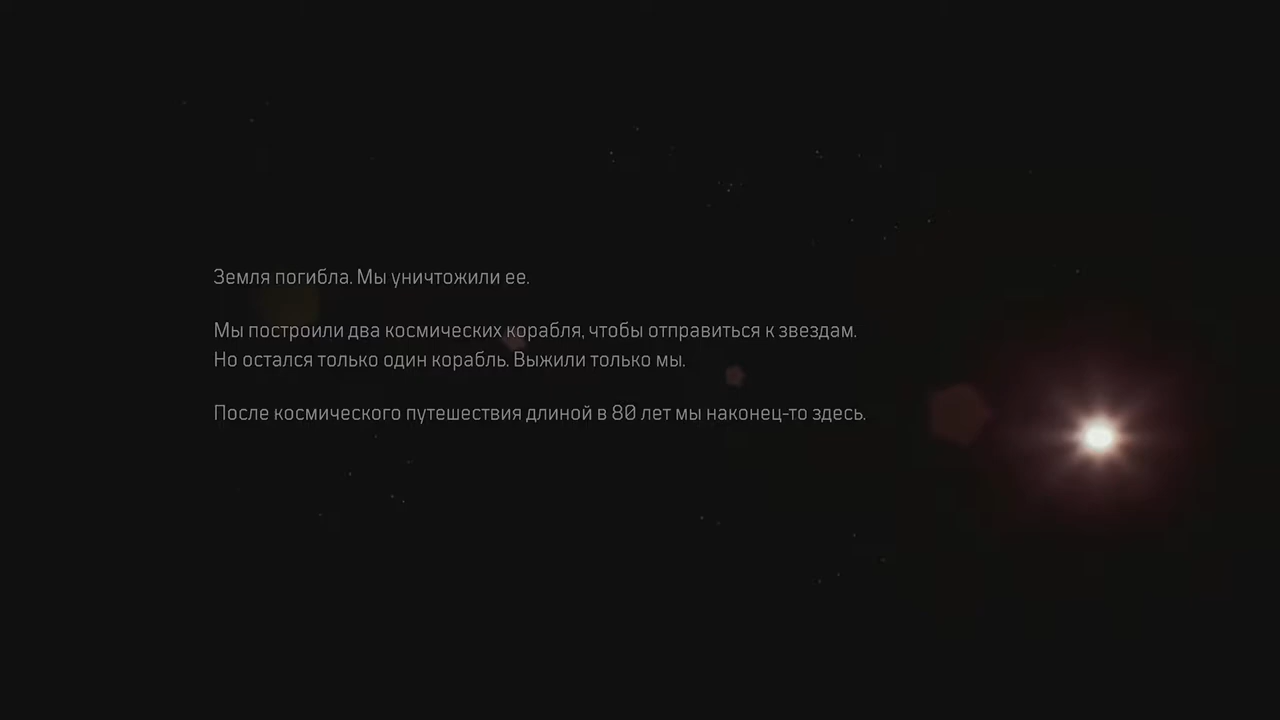 Земля погибла. Мы уничтожили ее.
Мы построили два космических корабля, чтобы отправиться к звездам.
Но остался только один корабль. Выжили только мы.
После космического путешествия длиной в 80 лет мы наконец-то здесь.